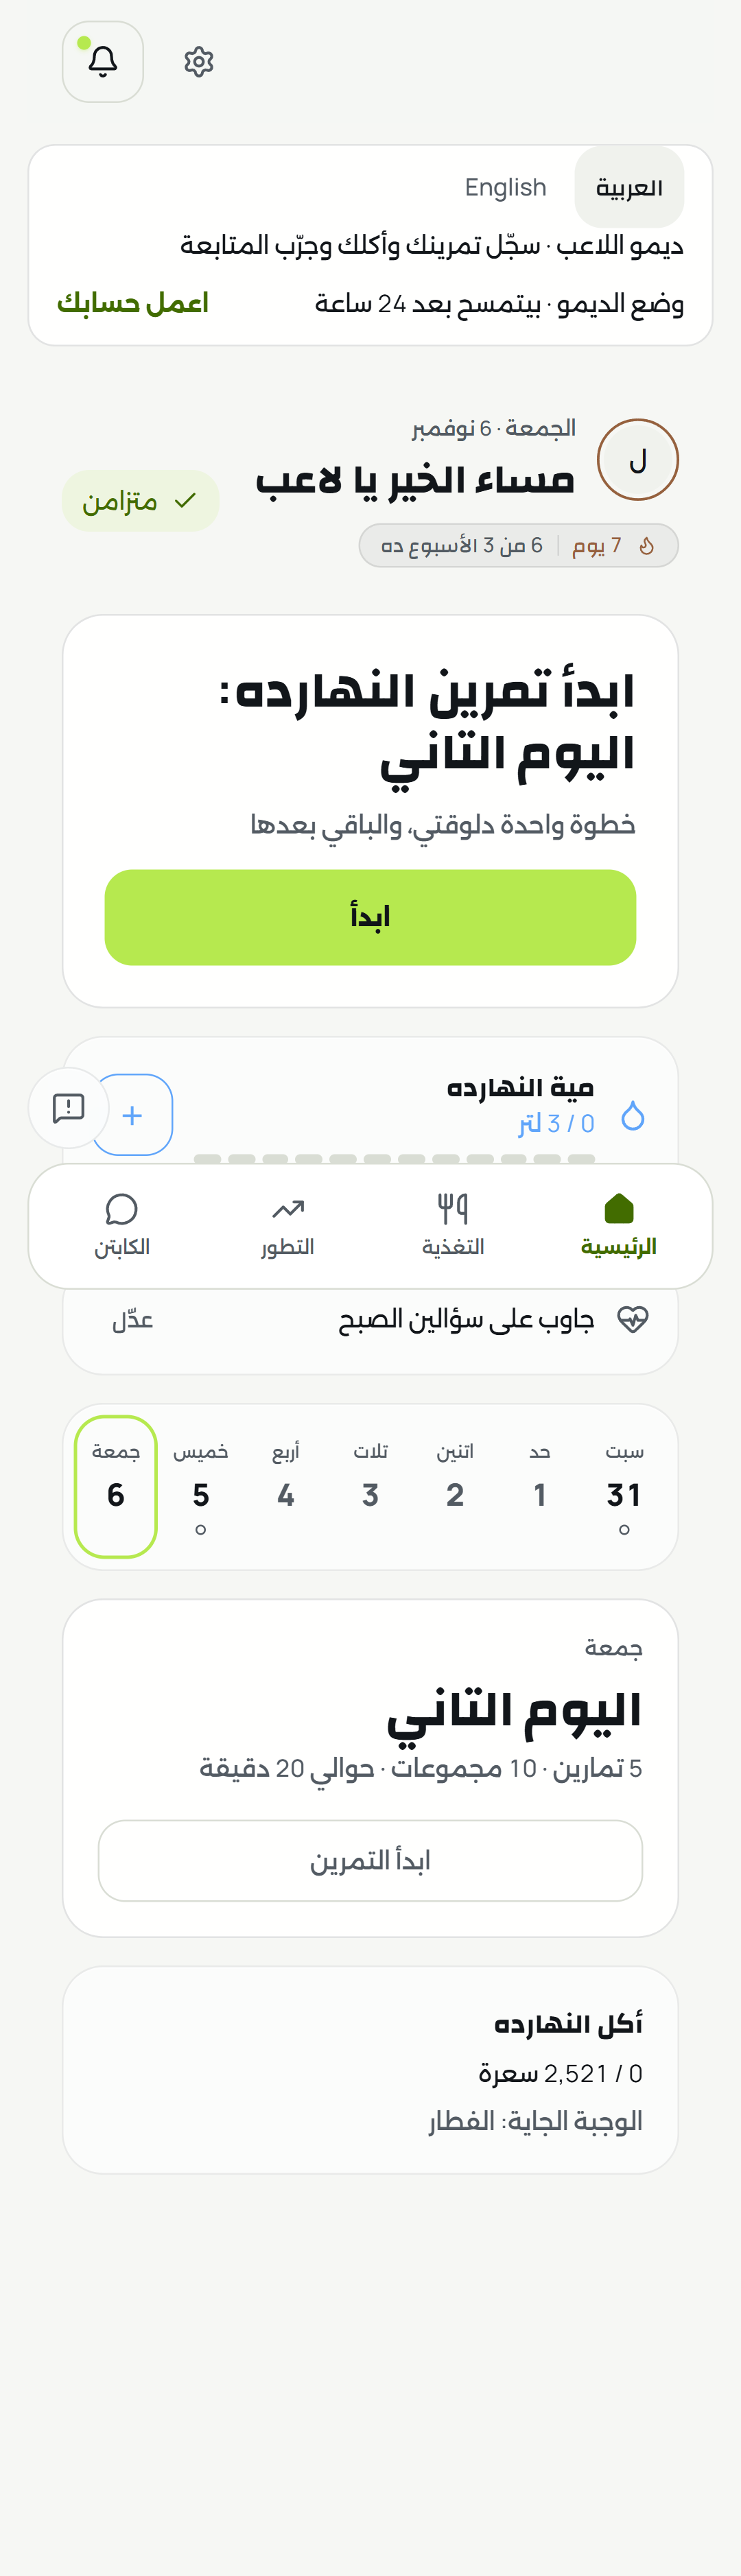 العربية
English
ديمو اللاعب · سجّل تمرينك وأكلك وجرّب المتابعة
وضع الديمو · بيتمسح بعد 24 ساعة
اعمل حسابك
ل
الجمعة · 6 نوفمبر
مساء الخير يا لاعب
متزامن
7 يوم
6 من 3 الأسبوع ده
ابدأ تمرين النهارده:
اليوم التاني
خطوة واحدة دلوقتي، والباقي بعدها
ابدأ
مية النهارده
0 / 3 لتر
الرئيسية
التغذية
التطور
الكابتن
جاوب على سؤالين الصبح
عدّل
سبت
حد
اتنين
تلات
أربع
خميس
جمعة
31
1
2
3
4
5
6
جمعة
اليوم التاني
5 تمارين · 10 مجموعات · حوالي 20 دقيقة
ابدأ التمرين
أكل النهارده
0 / 2,521 سعرة
الوجبة الجاية: الفطار